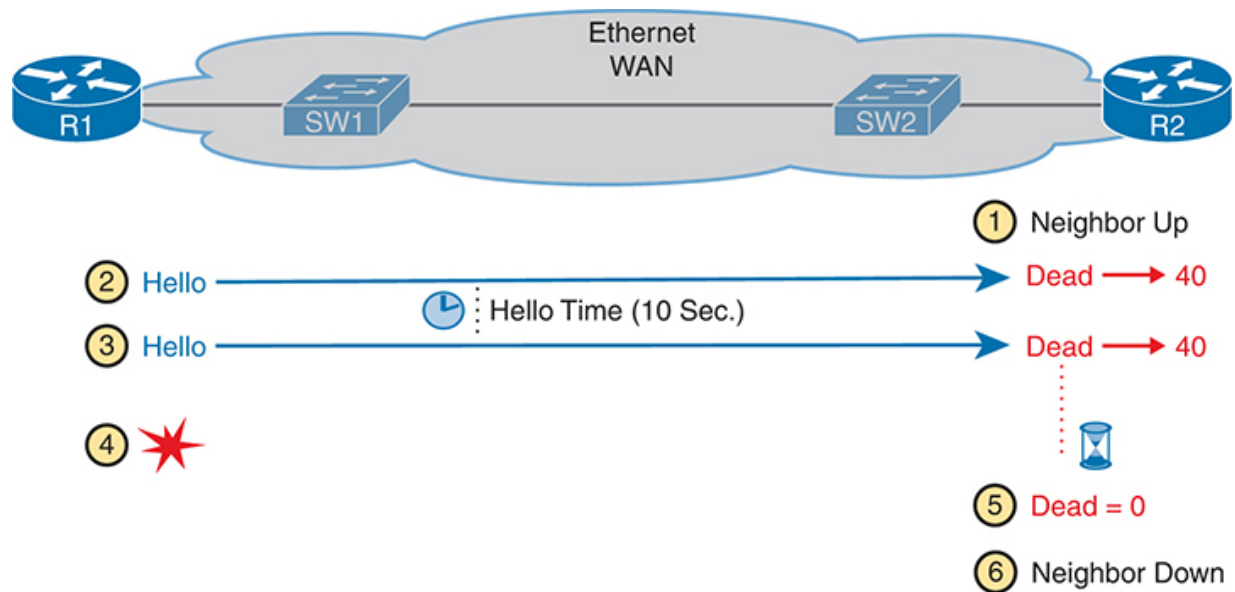 Ethernet
WAN
R1
SW1
SW2
R2
1 Neighbor Up
2 Hello Dead 40
Hello Time (10 Sec.)
3 Hello Dead 40
4
5 Dead = 0
6 Neighbor Down